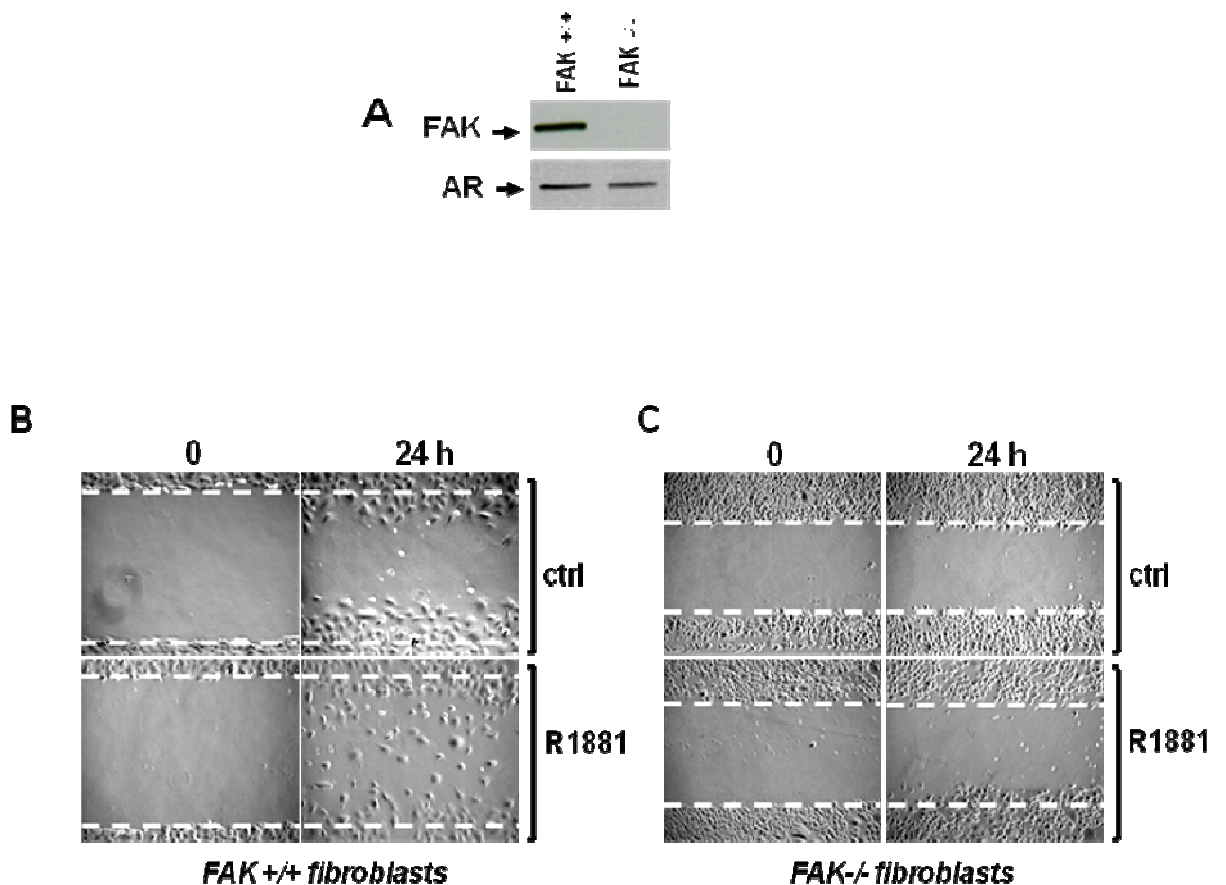 FAK +/+
FAK -/-
A
FAK
AR
B
0
24 h
ctrl
R1881
FAK +/+ fibroblasts
C
0
24 h
ctrl
R1881
FAK-/- fibroblasts